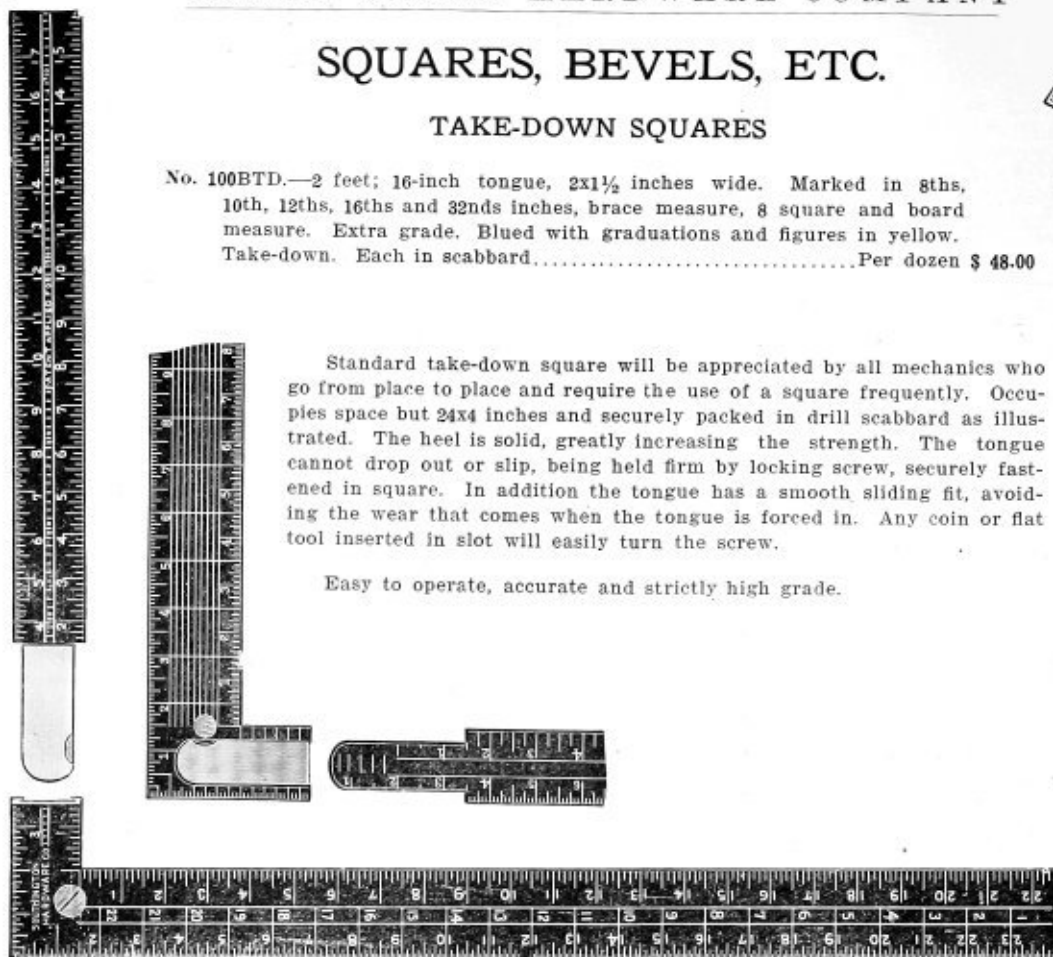 HARDWARE COMPANY
SQUARES, BEVELS, ETC.
TAKE-DOWN SQUARES
No. 100BTD.—2 feet; 16-inch tongue, 2x1½ inches wide. Marked in 8ths,
10th, 12ths, 16ths and 32nds inches, brace measure, 8 square and board
measure. Extra grade. Blued with graduations and figures in yellow.
Take-down. Each in scabbard..................................Per dozen $ 48.00
Standard take-down square will be appreciated by all mechanics who
go from place to place and require the use of a square frequently. Occu-
pies space but 24x4 inches and securely packed in drill scabbard as illus-
trated. The heel is solid, greatly increasing the strength. The tongue
cannot drop out or slip, being held firm by locking screw, securely fast-
ened in square. In addition the tongue has a smooth sliding fit, avoid-
ing the wear that comes when the tongue is forced in. Any coin or flat
tool inserted in slot will easily turn the screw.
Easy to operate, accurate and strictly high grade.
SOUTHINGTON
HARDWARE CO.